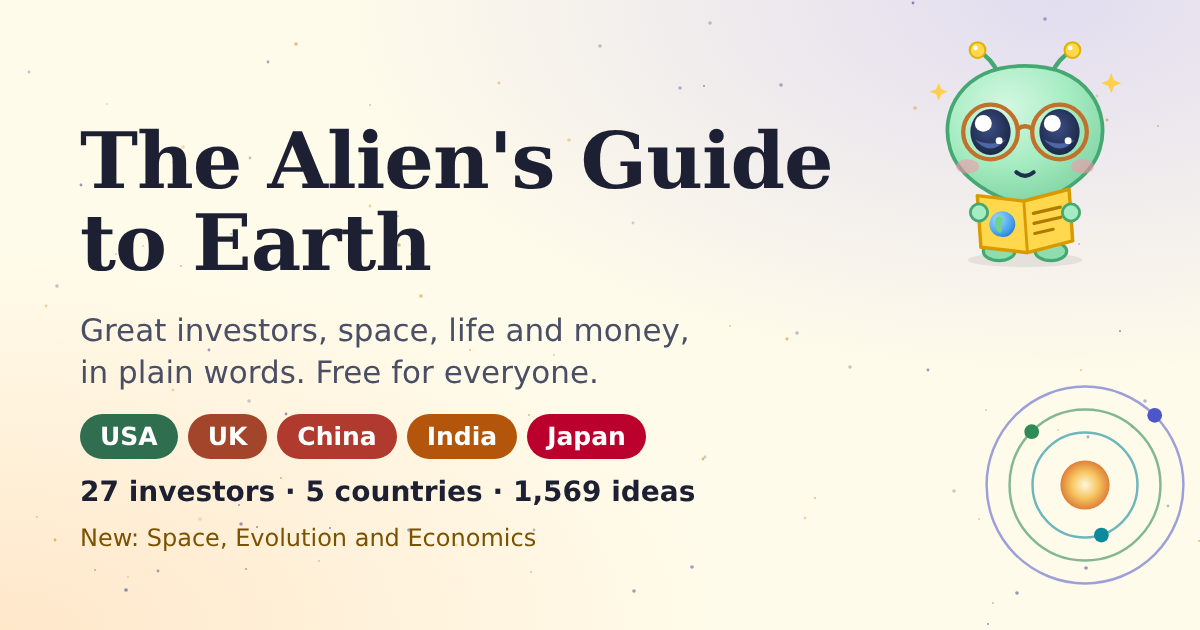 The Alien's Guide
to Earth
Great investors, space, life and money,
in plain words. Free for everyone.
USA UK China India Japan
27 investors · 5 countries · 1,569 ideas
New: Space, Evolution and Economics